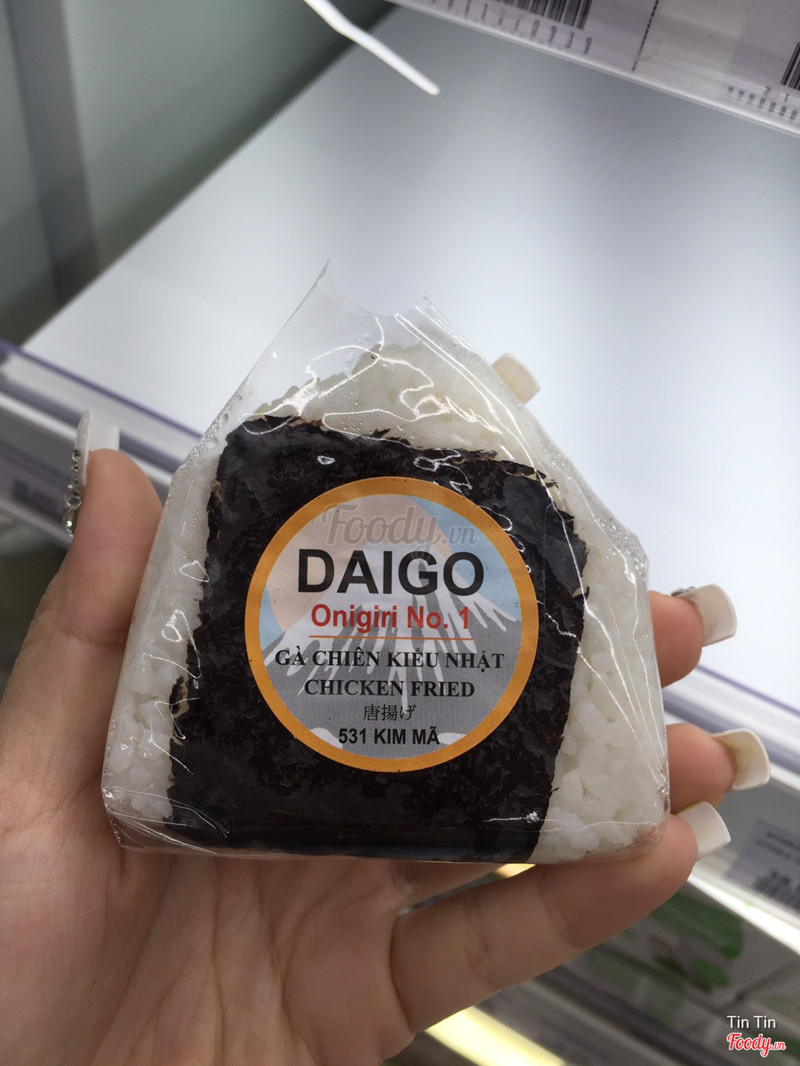 Foody.vn
DAIGO
Onigiri No. 1
GÀ CHIÊN KIỂU NHẬT
CHICKEN FRIED
唐揚げ
531 KIM MÃ
Tin Tin
Foody.vn